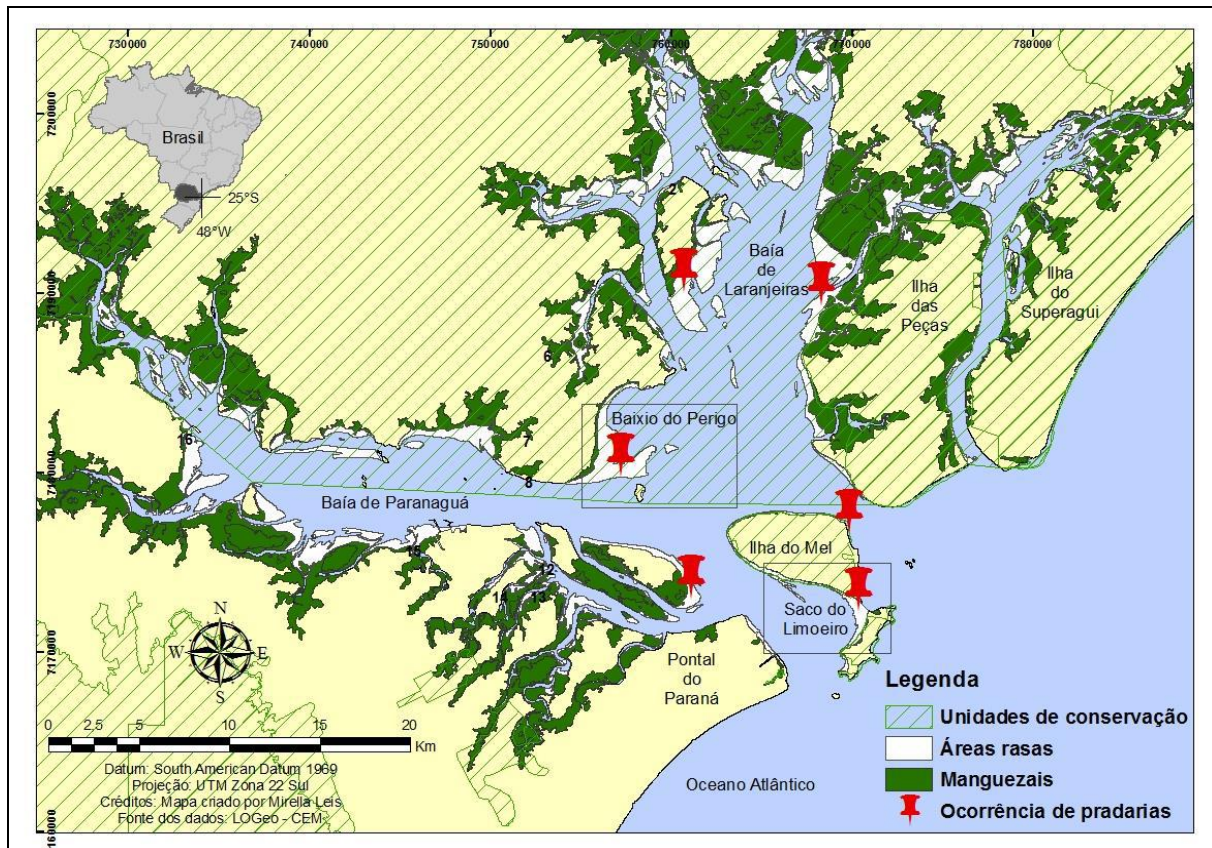 730000 740000 750000 760000 770000 780000
7200000
Brasil
25°S
48°W
2
Baía
de
Laranjeiras
Ilha
do
Superagui
Ilha
das
Peças
7190000
6
Baixio do Perigo
7
16
8
7180000
Baía de Paranaguá
15
12
14
13
Ilha do Mel
Saco do
Limoeiro
N
W E
S
7170000
Pontal
do
Paraná
Legenda
Unidades de conservação
Áreas rasas
Manguezais
Ocorrência de pradarias
0 2,5 5 10 15 20
Km
Datum: South American Datum 1969
Projeção: UTM Zona 22 Sul
Créditos: Mapa criado por Mirella Leis
Fonte dos dados: LOGeo - CEM
Oceano Atlântico
7160000